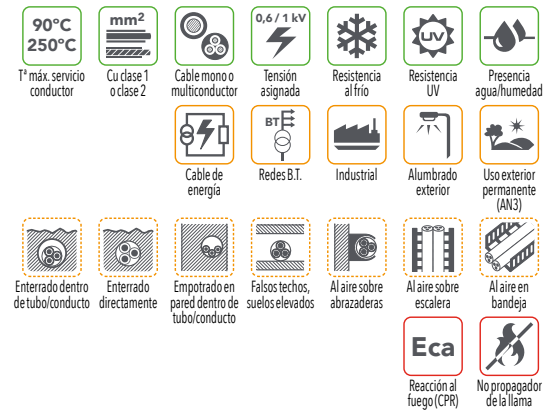 90°C
250°C
mm²
0,6 / 1 kV
UV
Tª máx. servicio
conductor
Cu clase 1
o clase 2
Cable mono o
multiconductor
Tensión
asignada
Resistencia
al frío
Resistencia
UV
Presencia
agua/humedad
BT
Cable de
energía
Redes B.T.
Industrial
Alumbrado
exterior
Uso exterior
permanente
(AN3)
Enterrado dentro
de tubo/conducto
Enterrado
directamente
Empotrado en
pared dentro de
tubo/conducto
Falsos techos,
suelos elevados
Al aire sobre
abrazaderas
Al aire sobre
escalera
Al aire en
bandeja
Eca
Reacción al
fuego (CPR)
No propagador
de la llama